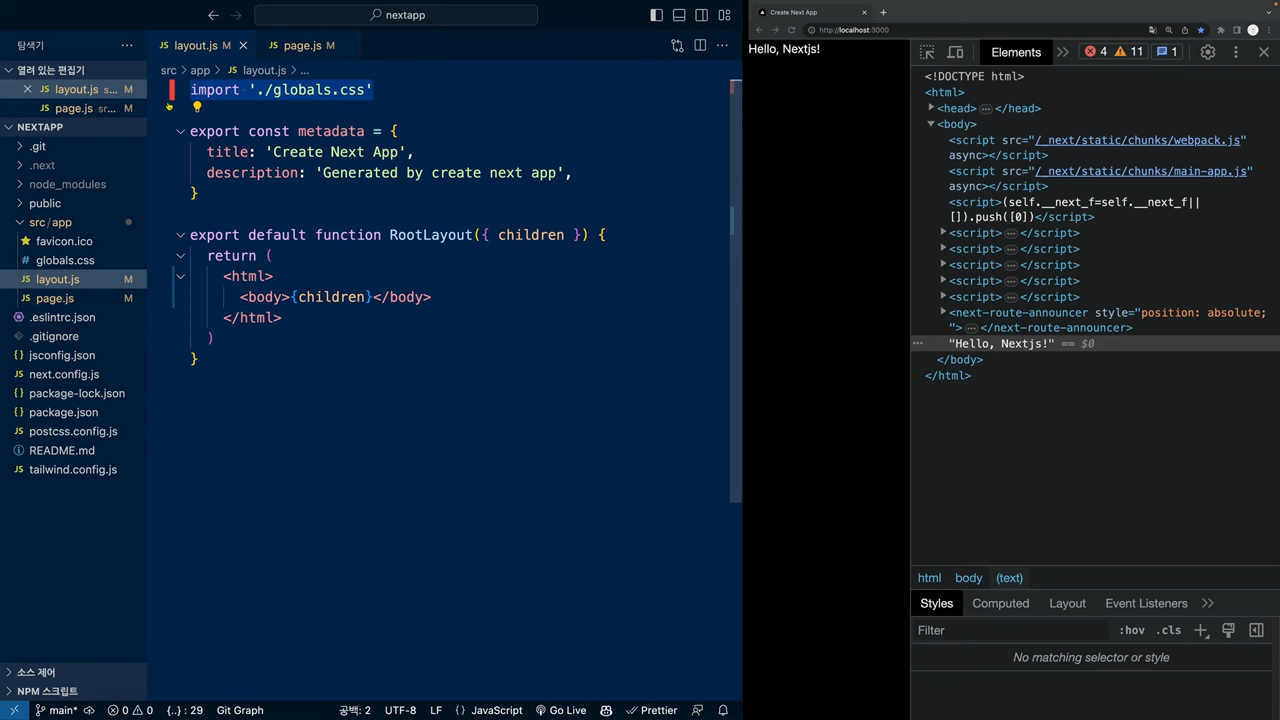 nextapp
탐색기
열려 있는 편집기
layout.js s... M
page.js sr... M
NEXTAPP
.git
.next
node_modules
public
src/app
favicon.ico
globals.css
layout.js M
page.js M
.eslintrc.json
.gitignore
jsconfig.json
next.config.js
package-lock.json
package.json
postcss.config.js
README.md
tailwind.config.js
소스 제어
NPM 스크립트
layout.js M
page.js M
src > app > JS layout.js > ...
import './globals.css'
export const metadata = {
title: 'Create Next App',
description: 'Generated by create next app',
}
export default function RootLayout({ children }) {
return (
<html>
<body>{children}</body>
</html>
)
}
main*
0 0
{..} : 29
Git Graph
공백: 2
UTF-8
LF
{} JavaScript
Go Live
Prettier
Create Next App
http://localhost:3000
Hello, Nextjs!
Elements
4 11 1
<!DOCTYPE html>
<html>
<head> ... </head>
<body>
<script src="/_next/static/chunks/webpack.js"
async></script>
<script src="/_next/static/chunks/main-app.js"
async></script>
<script>(self.__next_f=self.__next_f||
[]).push([0])</script>
<script> ... </script>
<script> ... </script>
<script> ... </script>
<script> ... </script>
<script> ... </script>
<next-route-announcer style="position: absolute;
"> ... </next-route-announcer>
"Hello, Nextjs!" == $0
</body>
</html>
html body (text)
Styles Computed Layout Event Listeners
Filter
:hov .cls
No matching selector or style